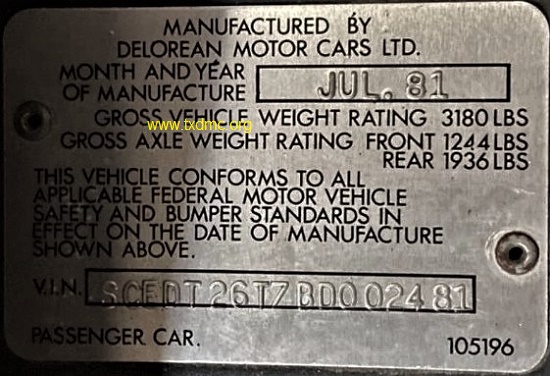 MANUFACTURED BY
DELOREAN MOTOR CARS LTD.
MONTH AND YEAR
OF MANUFACTURE JUL. 81
GROSS VEHICLE WEIGHT RATING 3180 LBS
www.txdmc.org
GROSS AXLE WEIGHT RATING FRONT 1244 LBS
REAR 1936 LBS
THIS VEHICLE CONFORMS TO ALL
APPLICABLE FEDERAL MOTOR VEHICLE
SAFETY AND BUMPER STANDARDS IN
EFFECT ON THE DATE OF MANUFACTURE
SHOWN ABOVE.
V.I.N. SCEDT26T7BD002481
PASSENGER CAR. 105196